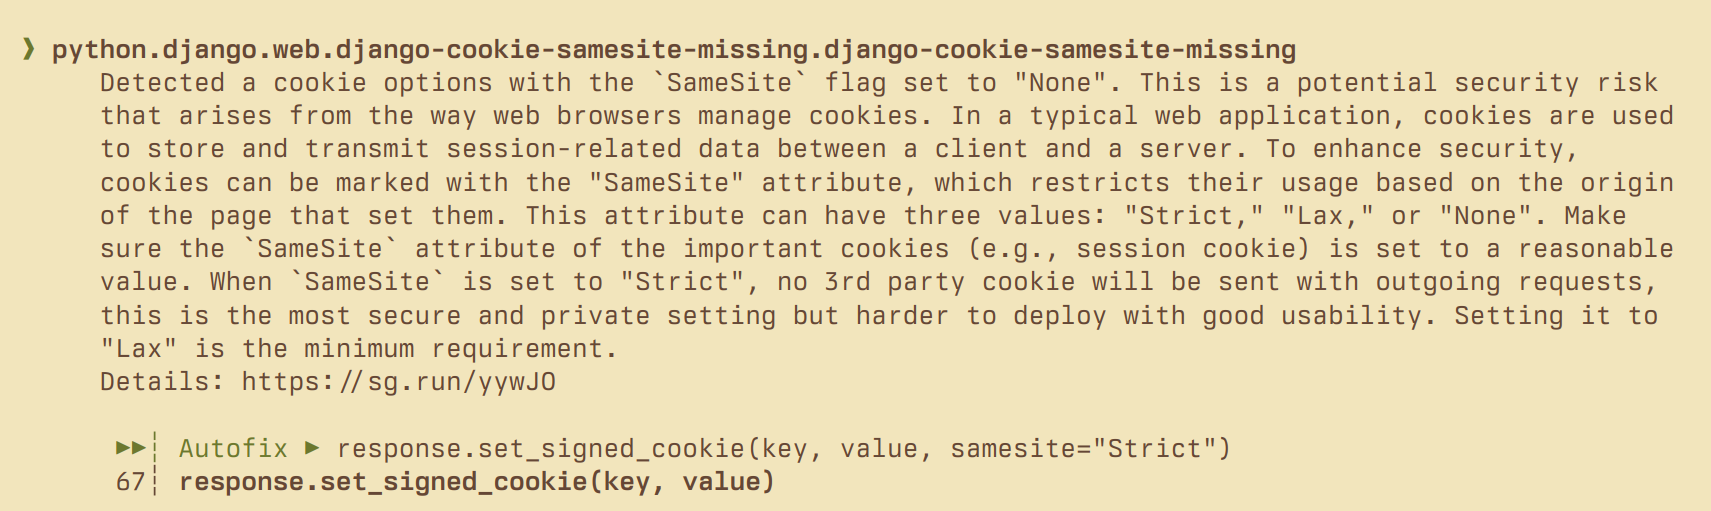 ❯ python.django.web.django-cookie-samesite-missing.django-cookie-samesite-missing
Detected a cookie options with the `SameSite` flag set to "None". This is a potential security risk
that arises from the way web browsers manage cookies. In a typical web application, cookies are used
to store and transmit session-related data between a client and a server. To enhance security,
cookies can be marked with the "SameSite" attribute, which restricts their usage based on the origin
of the page that set them. This attribute can have three values: "Strict," "Lax," or "None". Make
sure the `SameSite` attribute of the important cookies (e.g., session cookie) is set to a reasonable
value. When `SameSite` is set to "Strict", no 3rd party cookie will be sent with outgoing requests,
this is the most secure and private setting but harder to deploy with good usability. Setting it to
"Lax" is the minimum requirement.
Details: https://sg.run/yywJO
▶▶┆ Autofix ▶ response.set_signed_cookie(key, value, samesite="Strict")
67┆ response.set_signed_cookie(key, value)